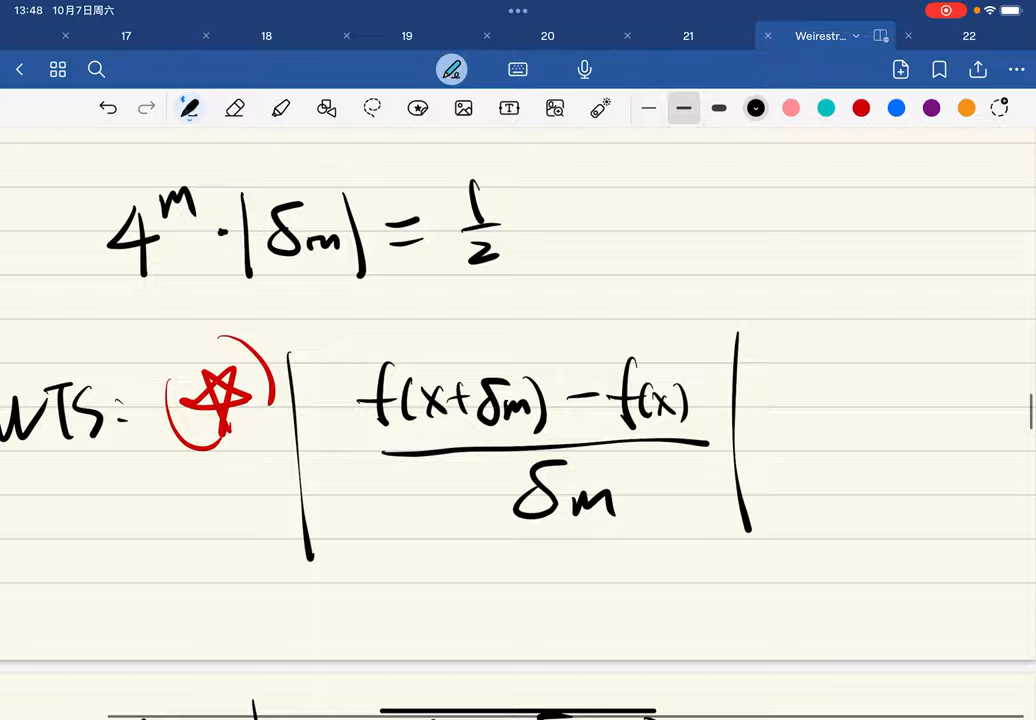 13:48 10月7日周六
17 18 19 20 21 Weirestr... 22
4^m · |δm| = 1/2
WTS: | (f(x+δm) − f(x)) / δm |